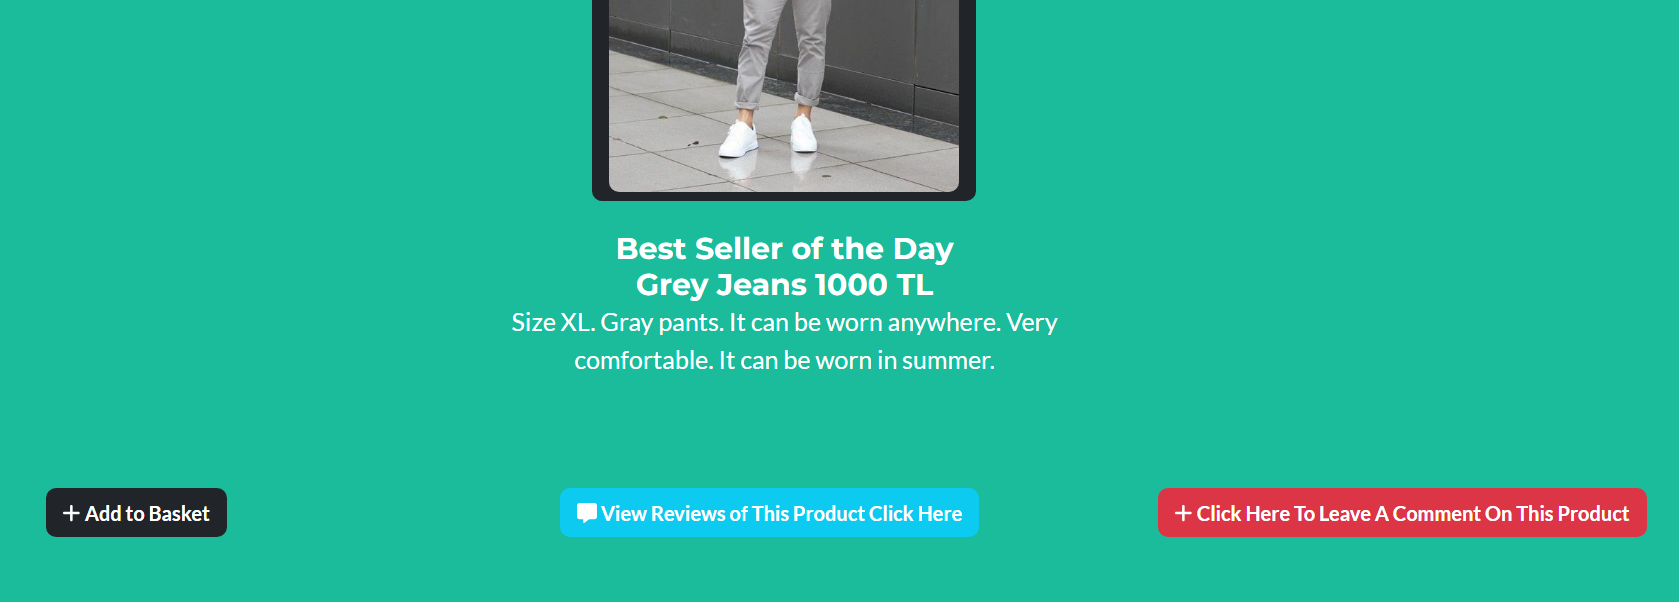 Best Seller of the Day
Grey Jeans 1000 TL
Size XL. Gray pants. It can be worn anywhere. Very
comfortable. It can be worn in summer.
Add to Basket
View Reviews of This Product Click Here
Click Here To Leave A Comment On This Product